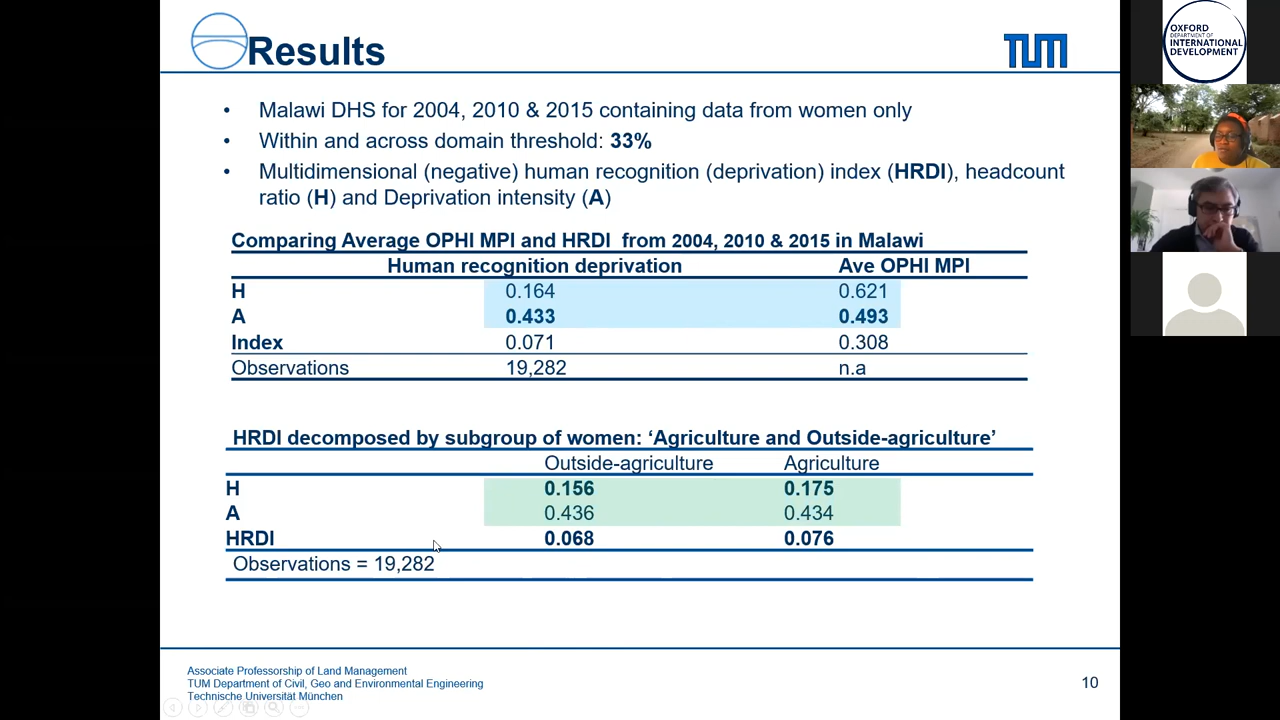 Results
TUM
• Malawi DHS for 2004, 2010 & 2015 containing data from women only
• Within and across domain threshold: 33%
• Multidimensional (negative) human recognition (deprivation) index (HRDI), headcount
ratio (H) and Deprivation intensity (A)
Comparing Average OPHI MPI and HRDI from 2004, 2010 & 2015 in Malawi
Human recognition deprivation Ave OPHI MPI
H 0.164 0.621
A 0.433 0.493
Index 0.071 0.308
Observations 19,282 n.a
HRDI decomposed by subgroup of women: ‘Agriculture and Outside-agriculture’
Outside-agriculture Agriculture
H 0.156 0.175
A 0.436 0.434
HRDI 0.068 0.076
Observations = 19,282
Associate Professorship of Land Management
TUM Department of Civil, Geo and Environmental Engineering
Technische Universität München
10
OXFORD
DEPARTMENT OF
INTERNATIONAL
DEVELOPMENT